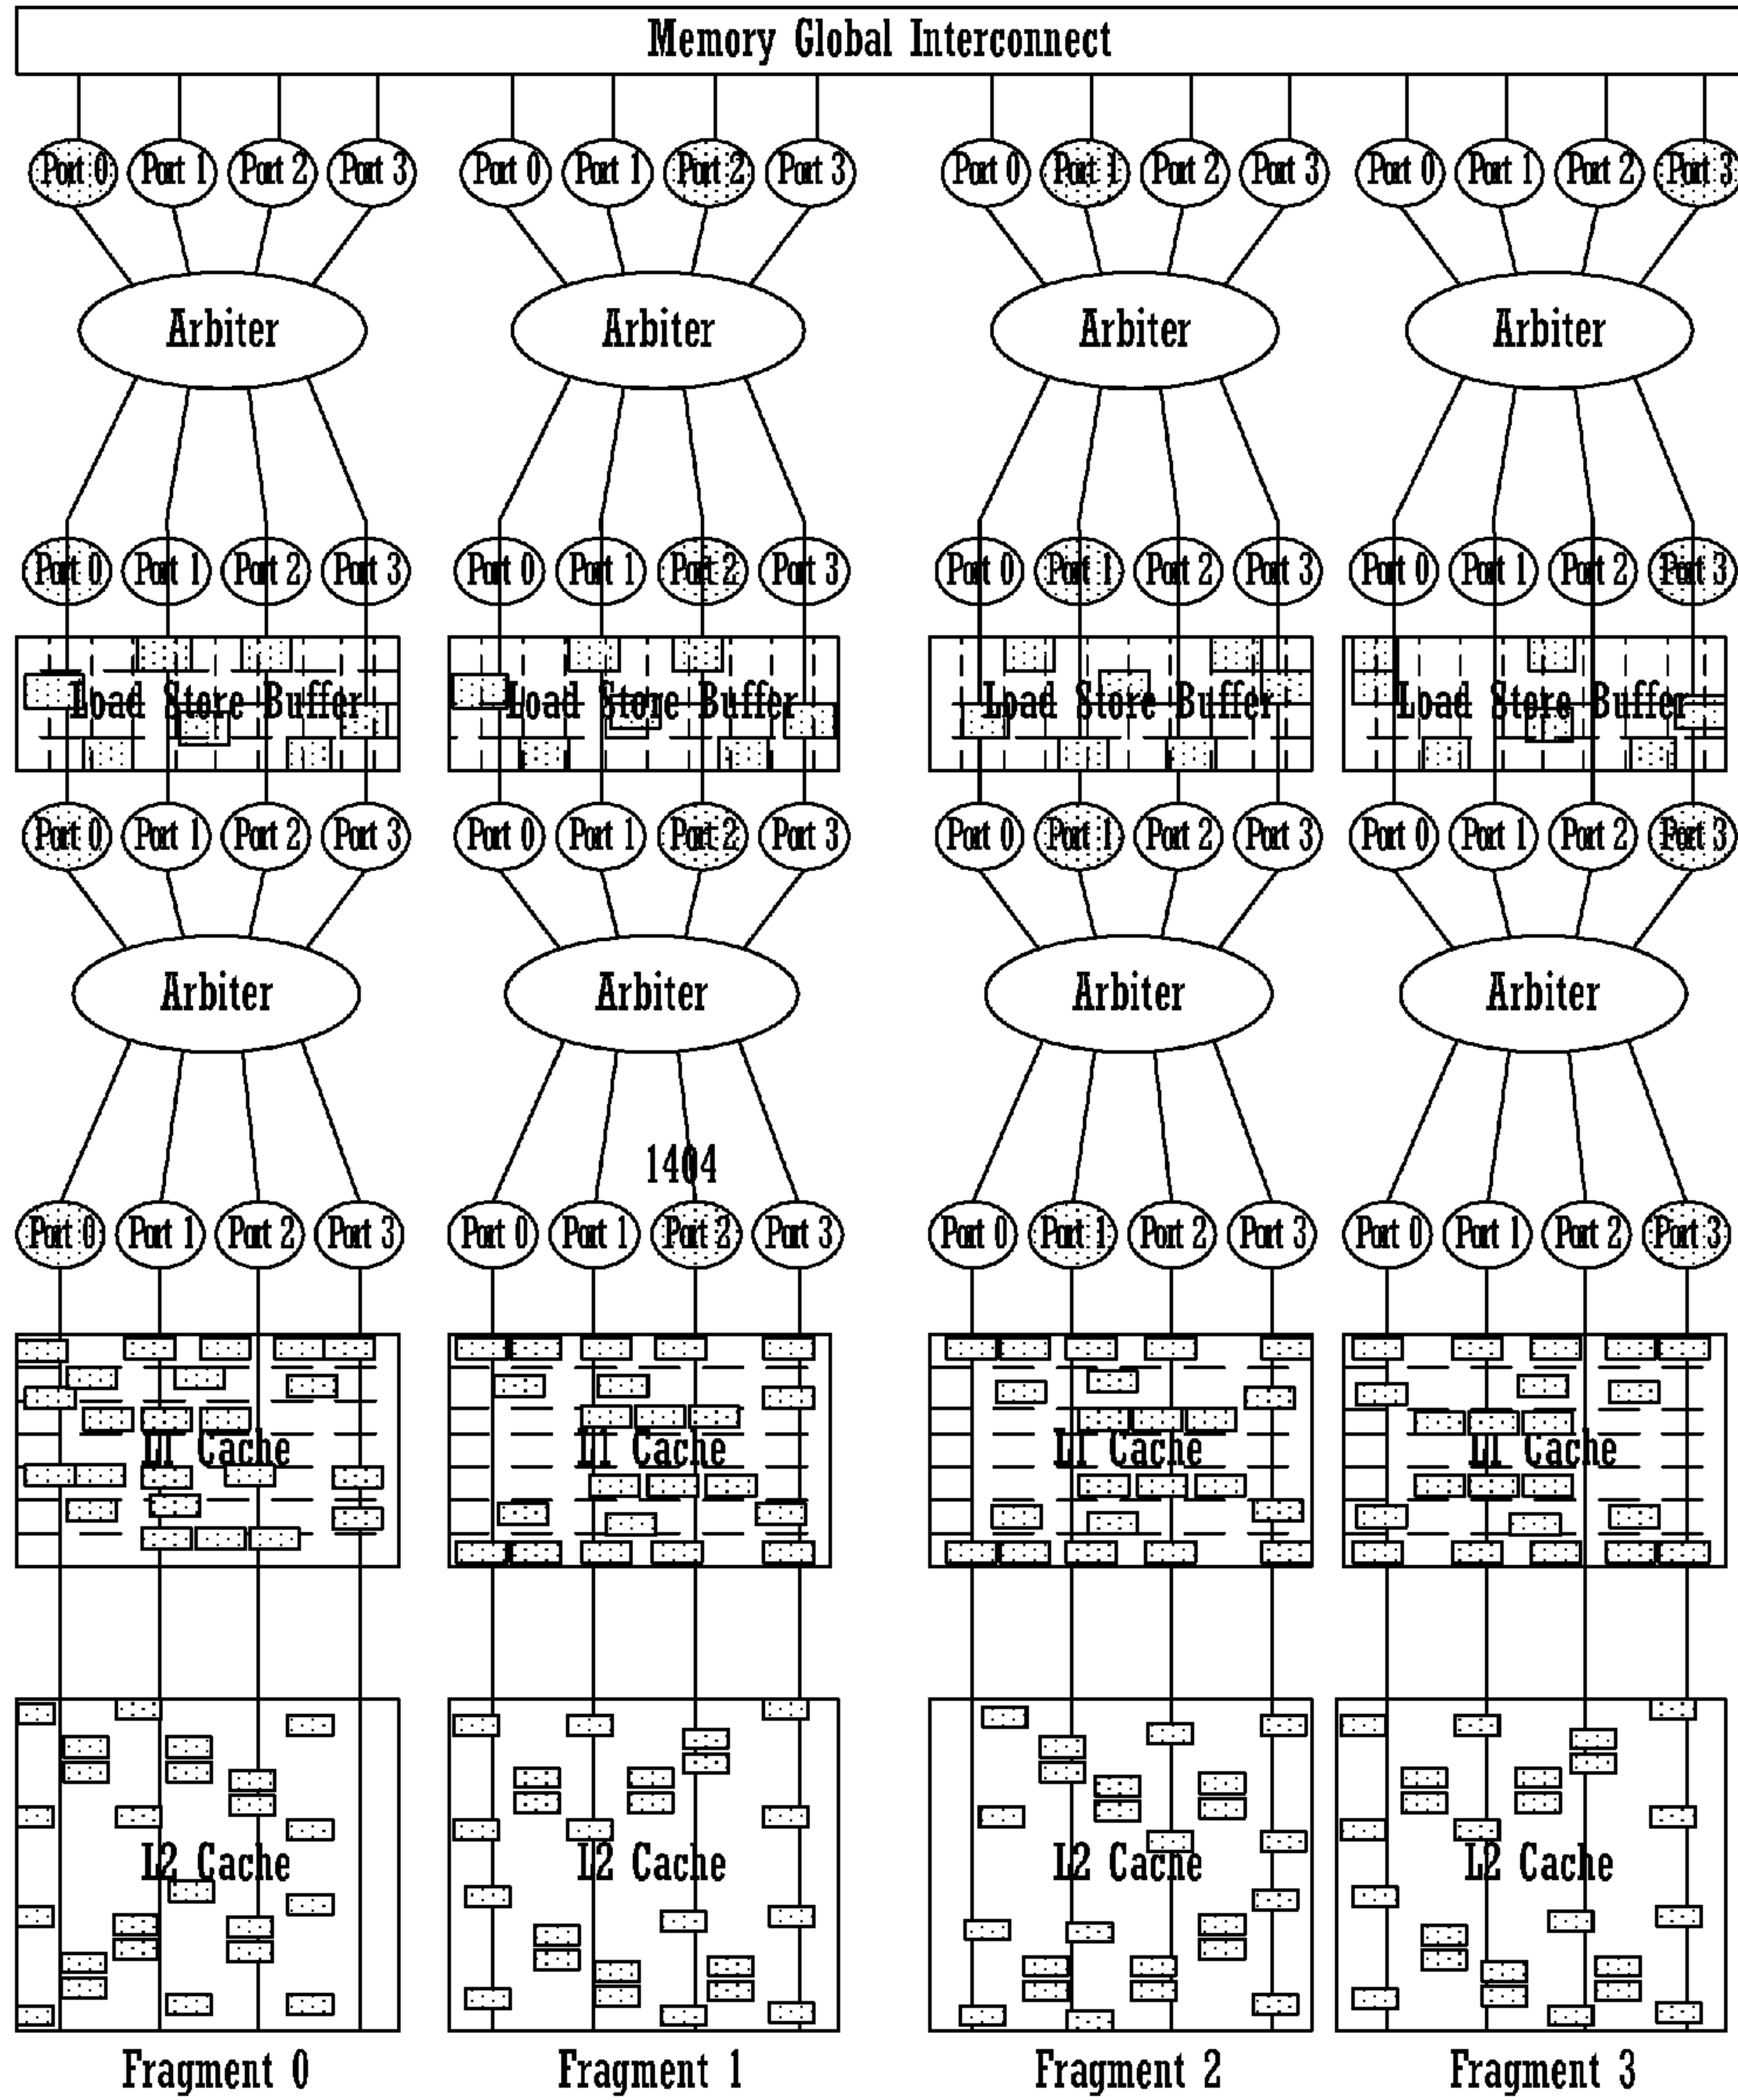 Memory Global Interconnect
Port 0 Port 1 Port 2 Port 3 Port 0 Port 1 Port 2 Port 3 Port 0 Port 1 Port 2 Port 3 Port 0 Port 1 Port 2 Port 3
Arbiter Arbiter Arbiter Arbiter
Port 0 Port 1 Port 2 Port 3 Port 0 Port 1 Port 2 Port 3 Port 0 Port 1 Port 2 Port 3 Port 0 Port 1 Port 2 Port 3
Load Store Buffer Load Store Buffer Load Store Buffer Load Store Buffer
Port 0 Port 1 Port 2 Port 3 Port 0 Port 1 Port 2 Port 3 Port 0 Port 1 Port 2 Port 3 Port 0 Port 1 Port 2 Port 3
Arbiter Arbiter Arbiter Arbiter
1404
Port 0 Port 1 Port 2 Port 3 Port 0 Port 1 Port 2 Port 3 Port 0 Port 1 Port 2 Port 3 Port 0 Port 1 Port 2 Port 3
L1 Cache L1 Cache L1 Cache L1 Cache
L2 Cache L2 Cache L2 Cache L2 Cache
Fragment 0 Fragment 1 Fragment 2 Fragment 3